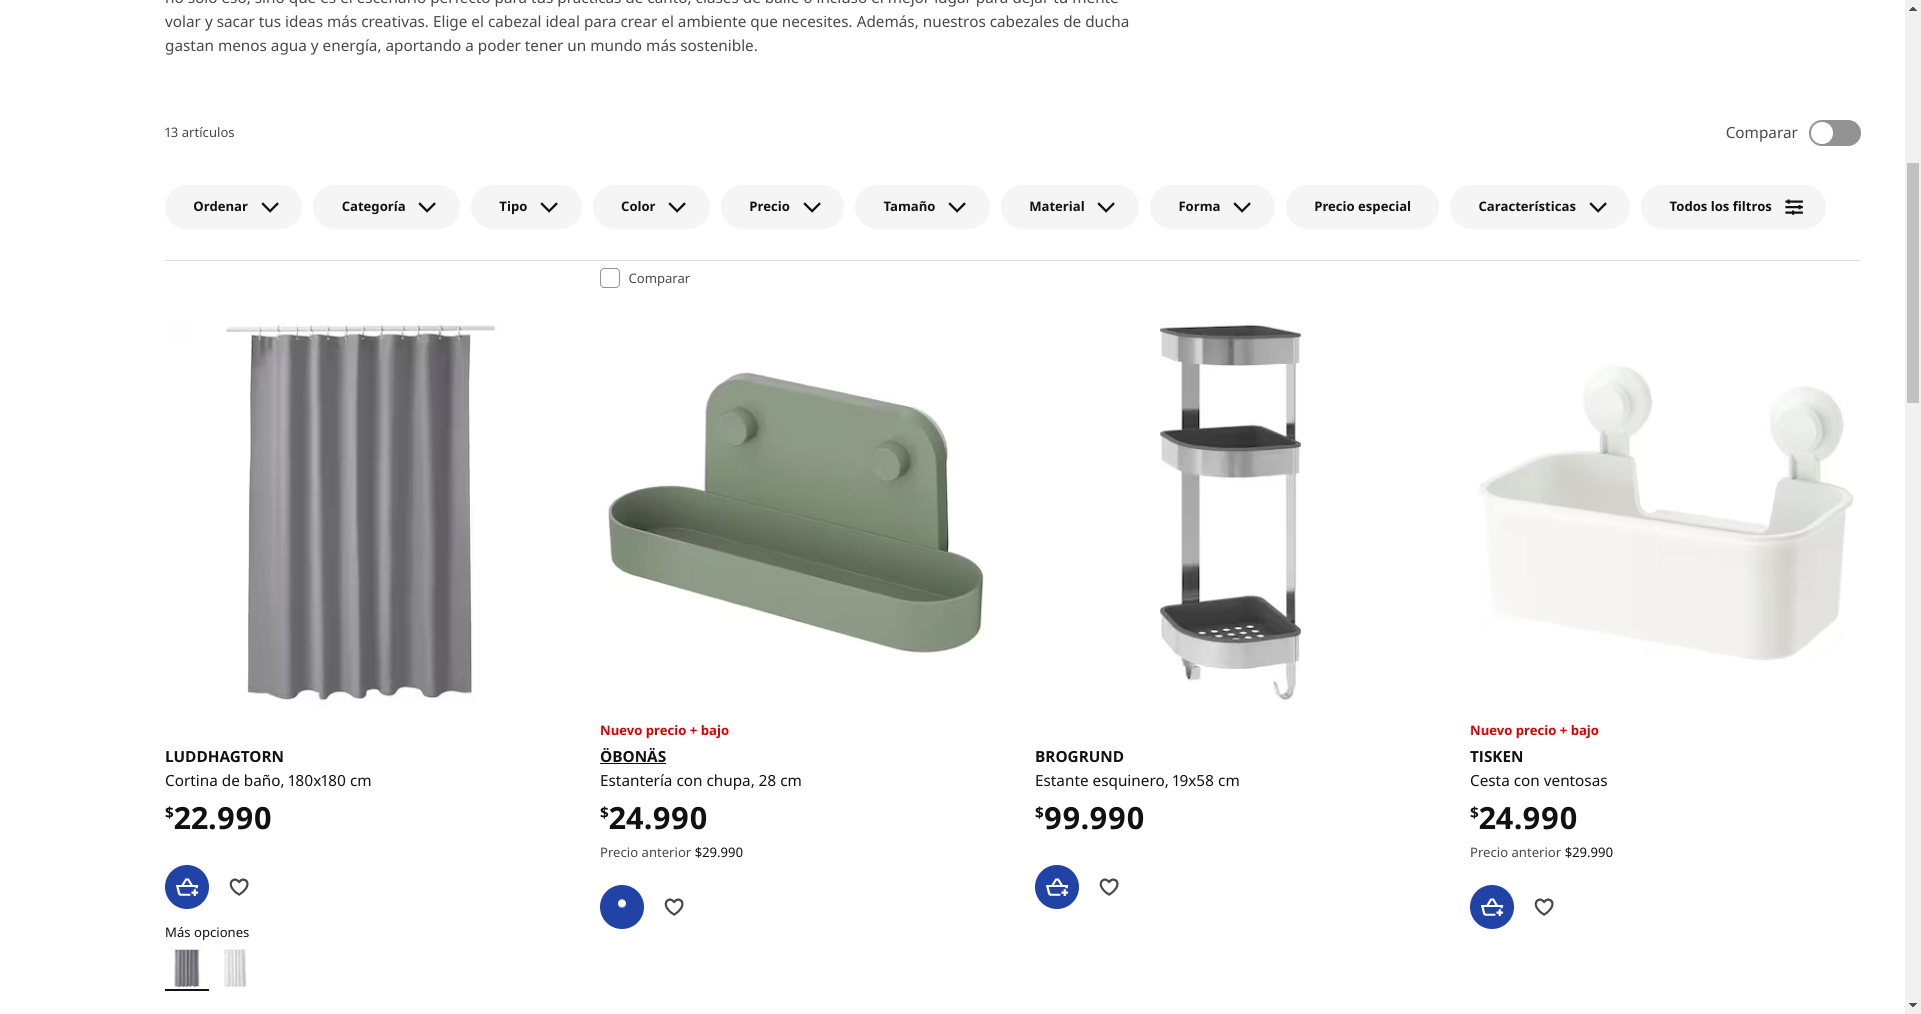 volar y sacar tus ideas más creativas. Elige el cabezal ideal para crear el ambiente que necesites. Además, nuestros cabezales de ducha
gastan menos agua y energía, aportando a poder tener un mundo más sostenible.
13 artículos
Comparar
Ordenar
Categoría
Tipo
Color
Precio
Tamaño
Material
Forma
Precio especial
Características
Todos los filtros
Comparar
LUDDHAGTORN
Cortina de baño, 180x180 cm
$22.990
Más opciones
Nuevo precio + bajo
ÖBONÄS
Estantería con chupa, 28 cm
$24.990
Precio anterior $29.990
BROGRUND
Estante esquinero, 19x58 cm
$99.990
Nuevo precio + bajo
TISKEN
Cesta con ventosas
$24.990
Precio anterior $29.990